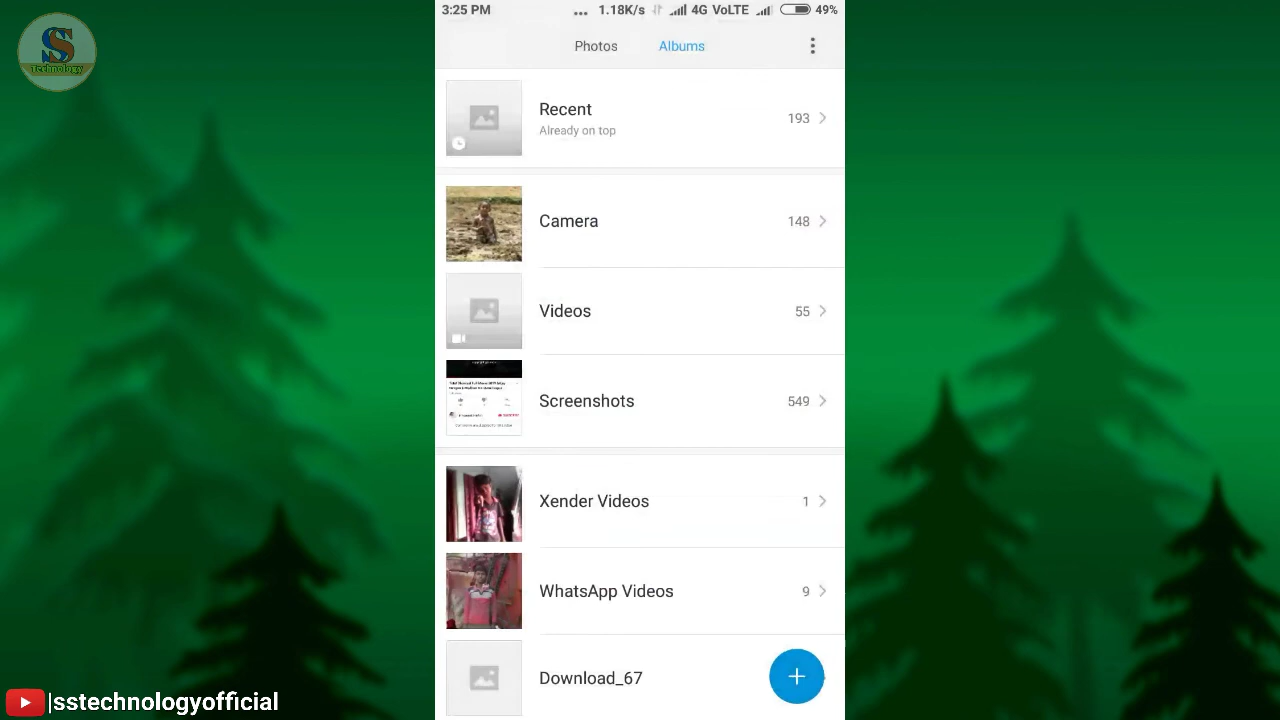 3:25 PM ... 1.18K/s 4G VoLTE 49%
S
Technology
Photos Albums
Recent
Already on top
193
Camera 148
Videos 55
Screenshots 549
Xender Videos 1
WhatsApp Videos 9
Download_67
|sstechnologyofficial